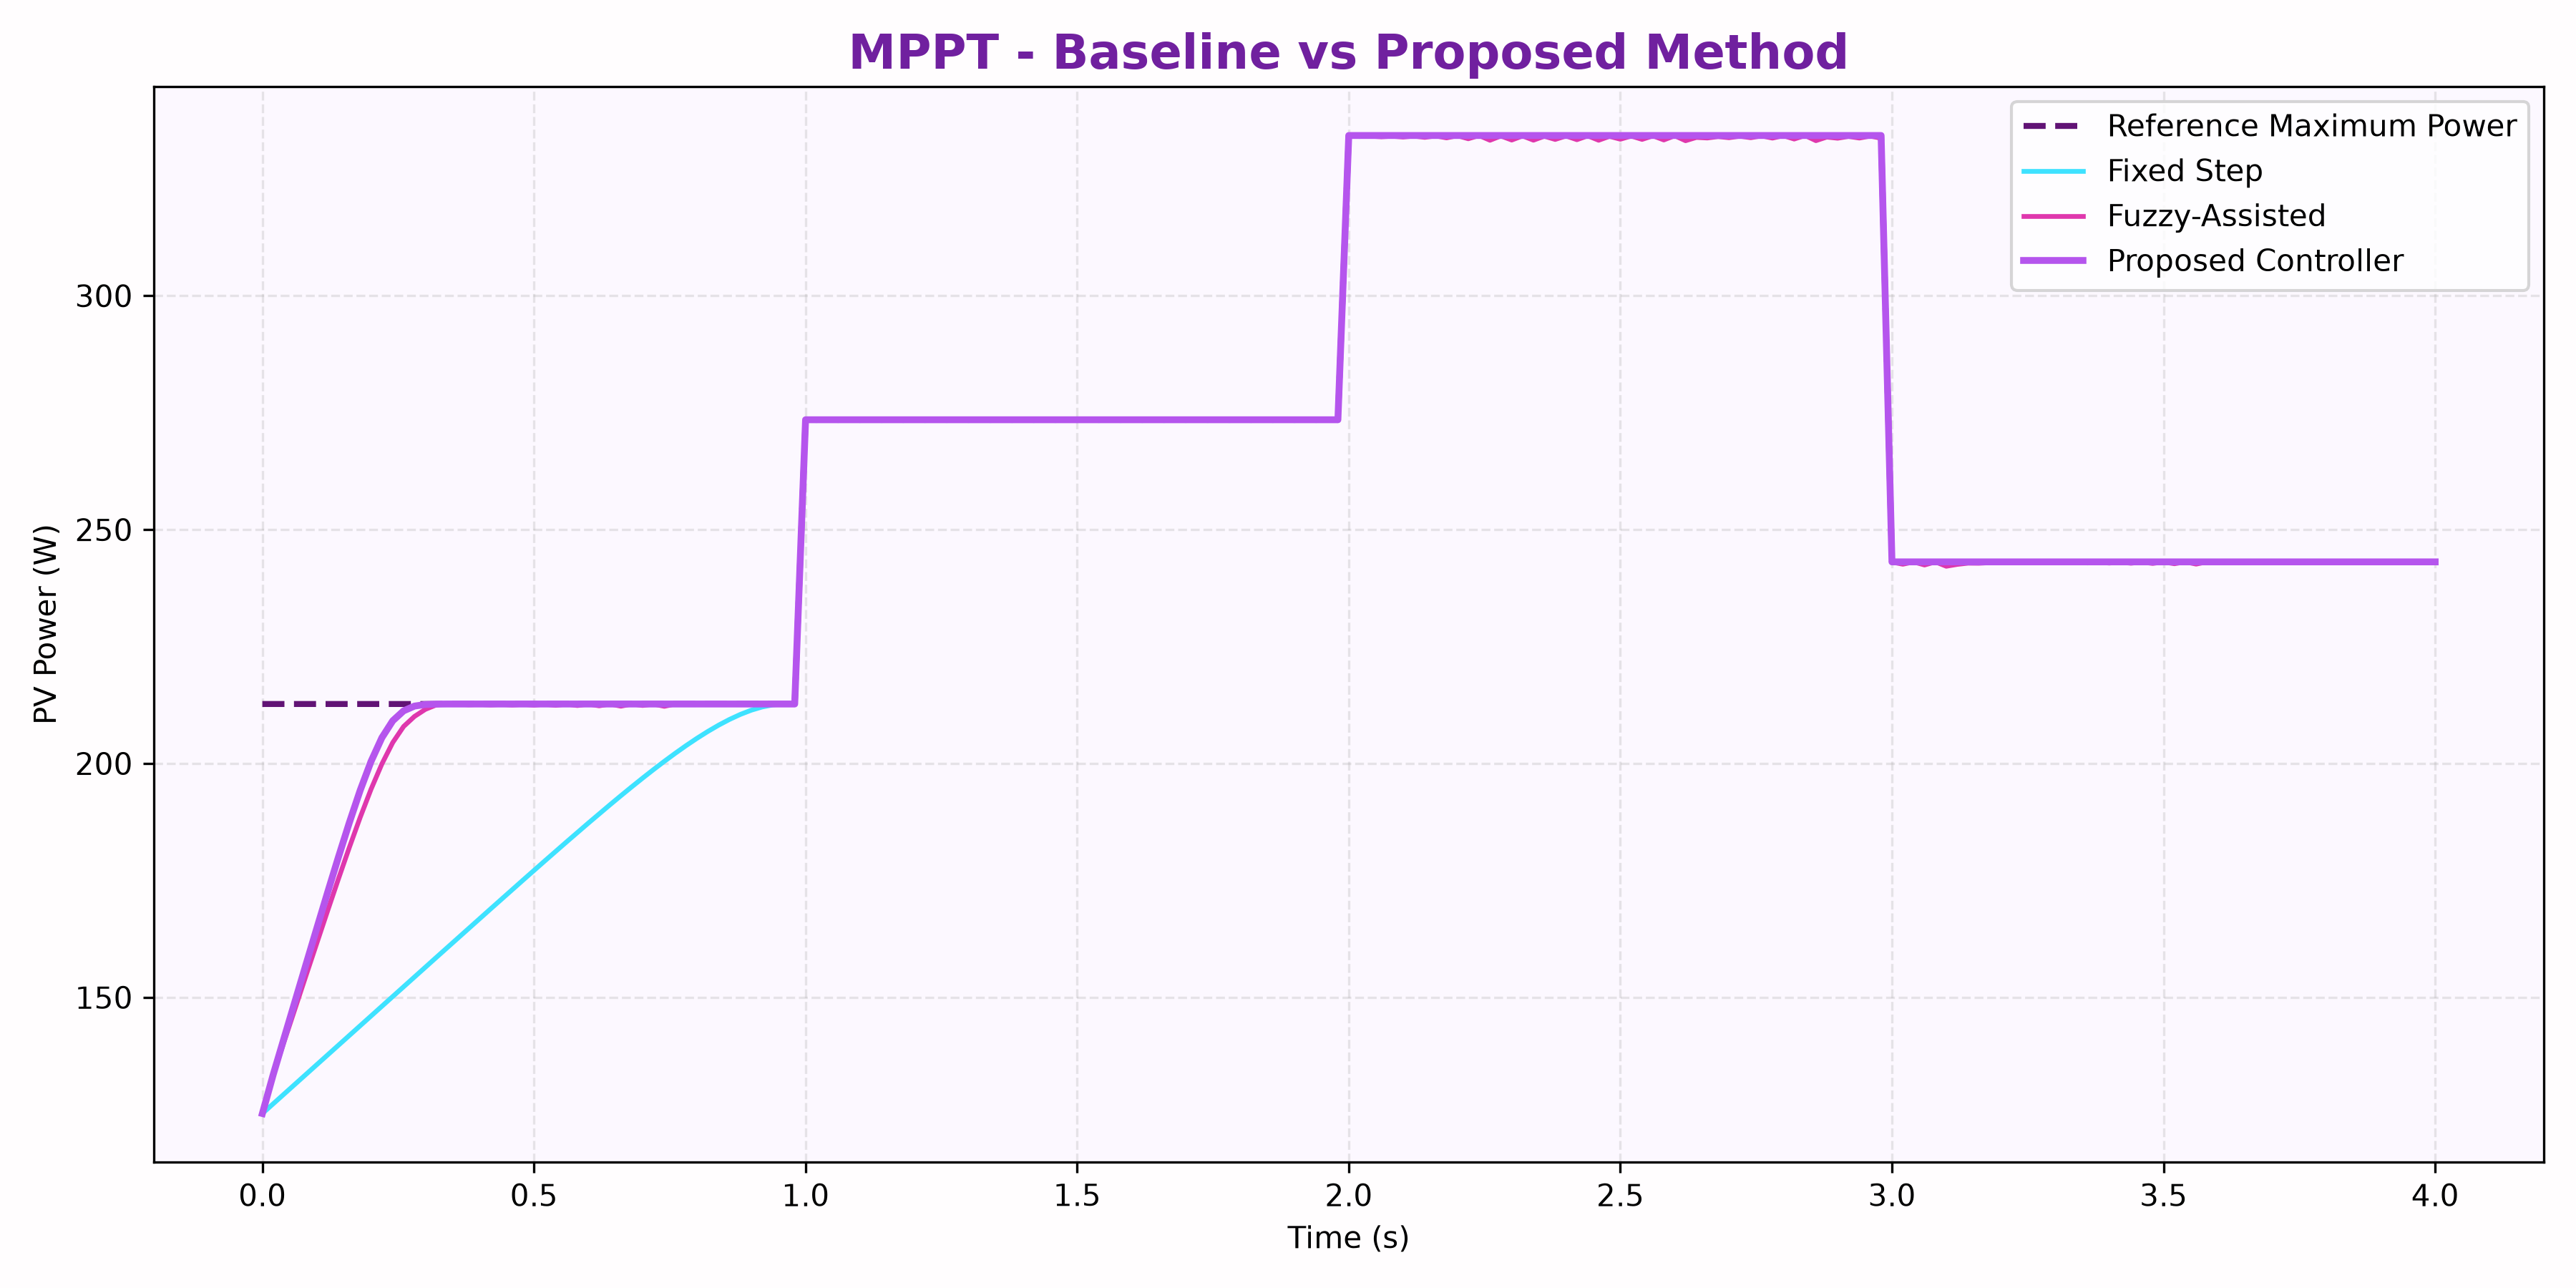 MPPT - Baseline vs Proposed Method
Reference Maximum Power
Fixed Step
Fuzzy-Assisted
Proposed Controller
PV Power (W)
300
250
200
150
0.0 0.5 1.0 1.5 2.0 2.5 3.0 3.5 4.0
Time (s)